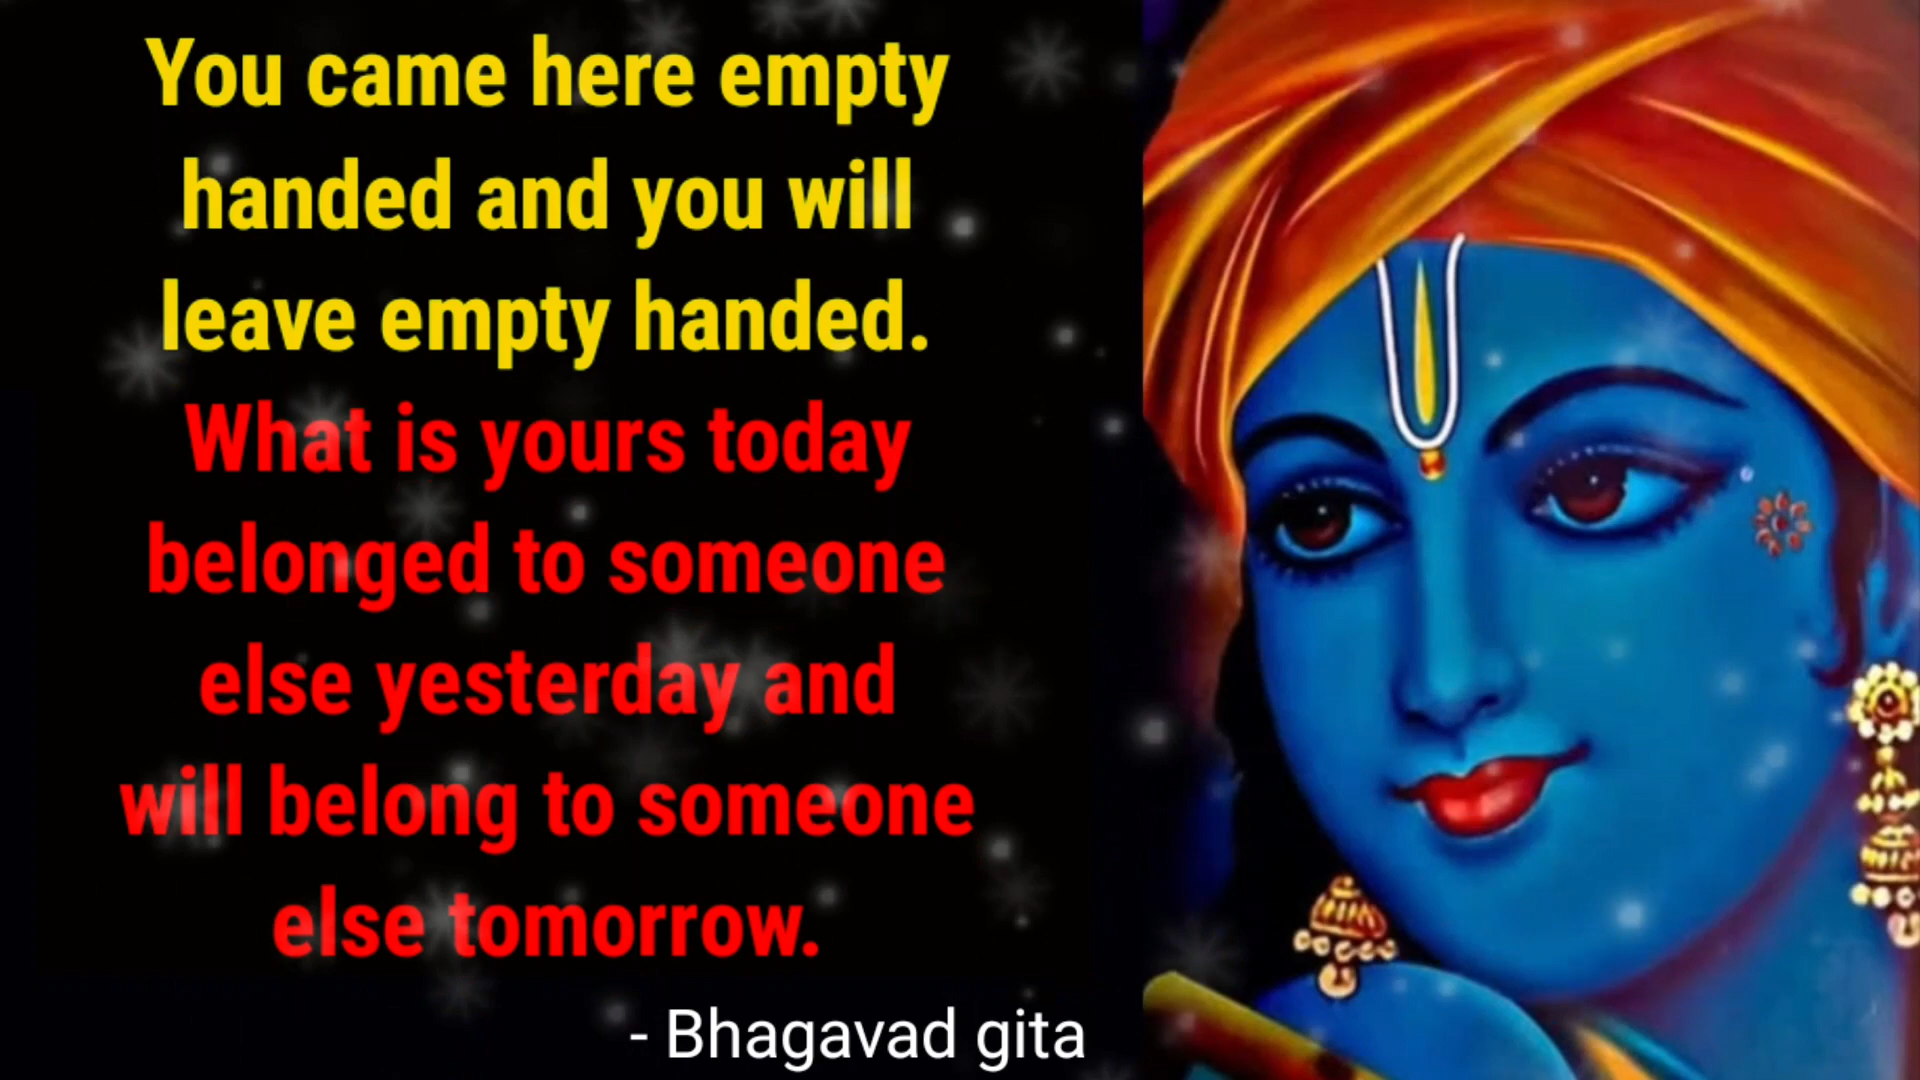 You came here empty
handed and you will
leave empty handed.
What is yours today
belonged to someone
else yesterday and
will belong to someone
else tomorrow.
- Bhagavad gita